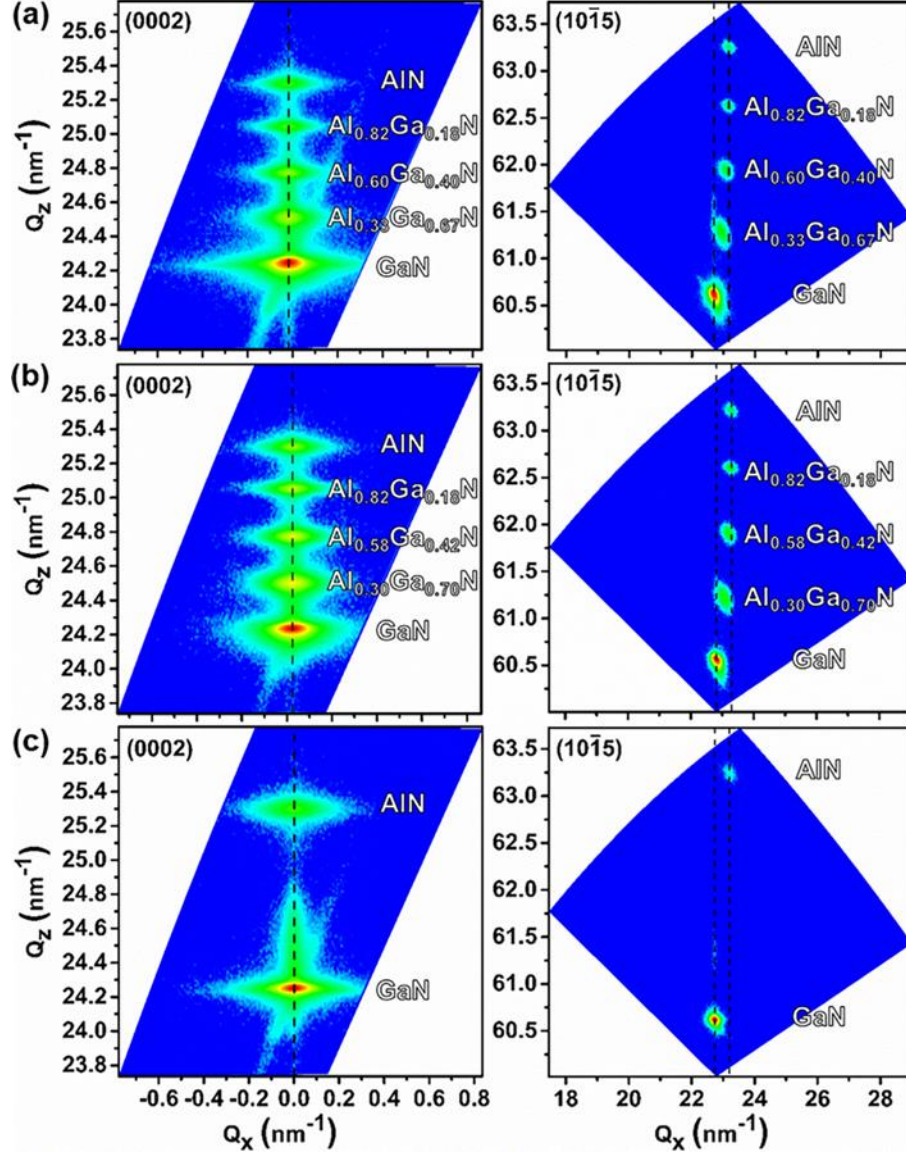 (a)
(0002)
25.6
25.4
25.2
25.0
24.8
24.6
24.4
24.2
24.0
23.8
Q_z (nm⁻¹)
AlN
Al₀.₈₂Ga₀.₁₈N
Al₀.₆₀Ga₀.₄₀N
Al₀.₃₃Ga₀.₆₇N
GaN
(101̄5)
63.5
63.0
62.5
62.0
61.5
61.0
60.5
AlN
Al₀.₈₂Ga₀.₁₈N
Al₀.₆₀Ga₀.₄₀N
Al₀.₃₃Ga₀.₆₇N
GaN
(b)
(0002)
25.6
25.4
25.2
25.0
24.8
24.6
24.4
24.2
24.0
23.8
Q_z (nm⁻¹)
AlN
Al₀.₈₂Ga₀.₁₈N
Al₀.₅₈Ga₀.₄₂N
Al₀.₃₀Ga₀.₇₀N
GaN
(101̄5)
63.5
63.0
62.5
62.0
61.5
61.0
60.5
AlN
Al₀.₈₂Ga₀.₁₈N
Al₀.₅₈Ga₀.₄₂N
Al₀.₃₀Ga₀.₇₀N
GaN
(c)
(0002)
25.6
25.4
25.2
25.0
24.8
24.6
24.4
24.2
24.0
23.8
Q_z (nm⁻¹)
AlN
GaN
-0.6 -0.4 -0.2 0.0 0.2 0.4 0.6 0.8
Q_x (nm⁻¹)
(101̄5)
63.5
63.0
62.5
62.0
61.5
61.0
60.5
AlN
GaN
18 20 22 24 26 28
Q_x (nm⁻¹)